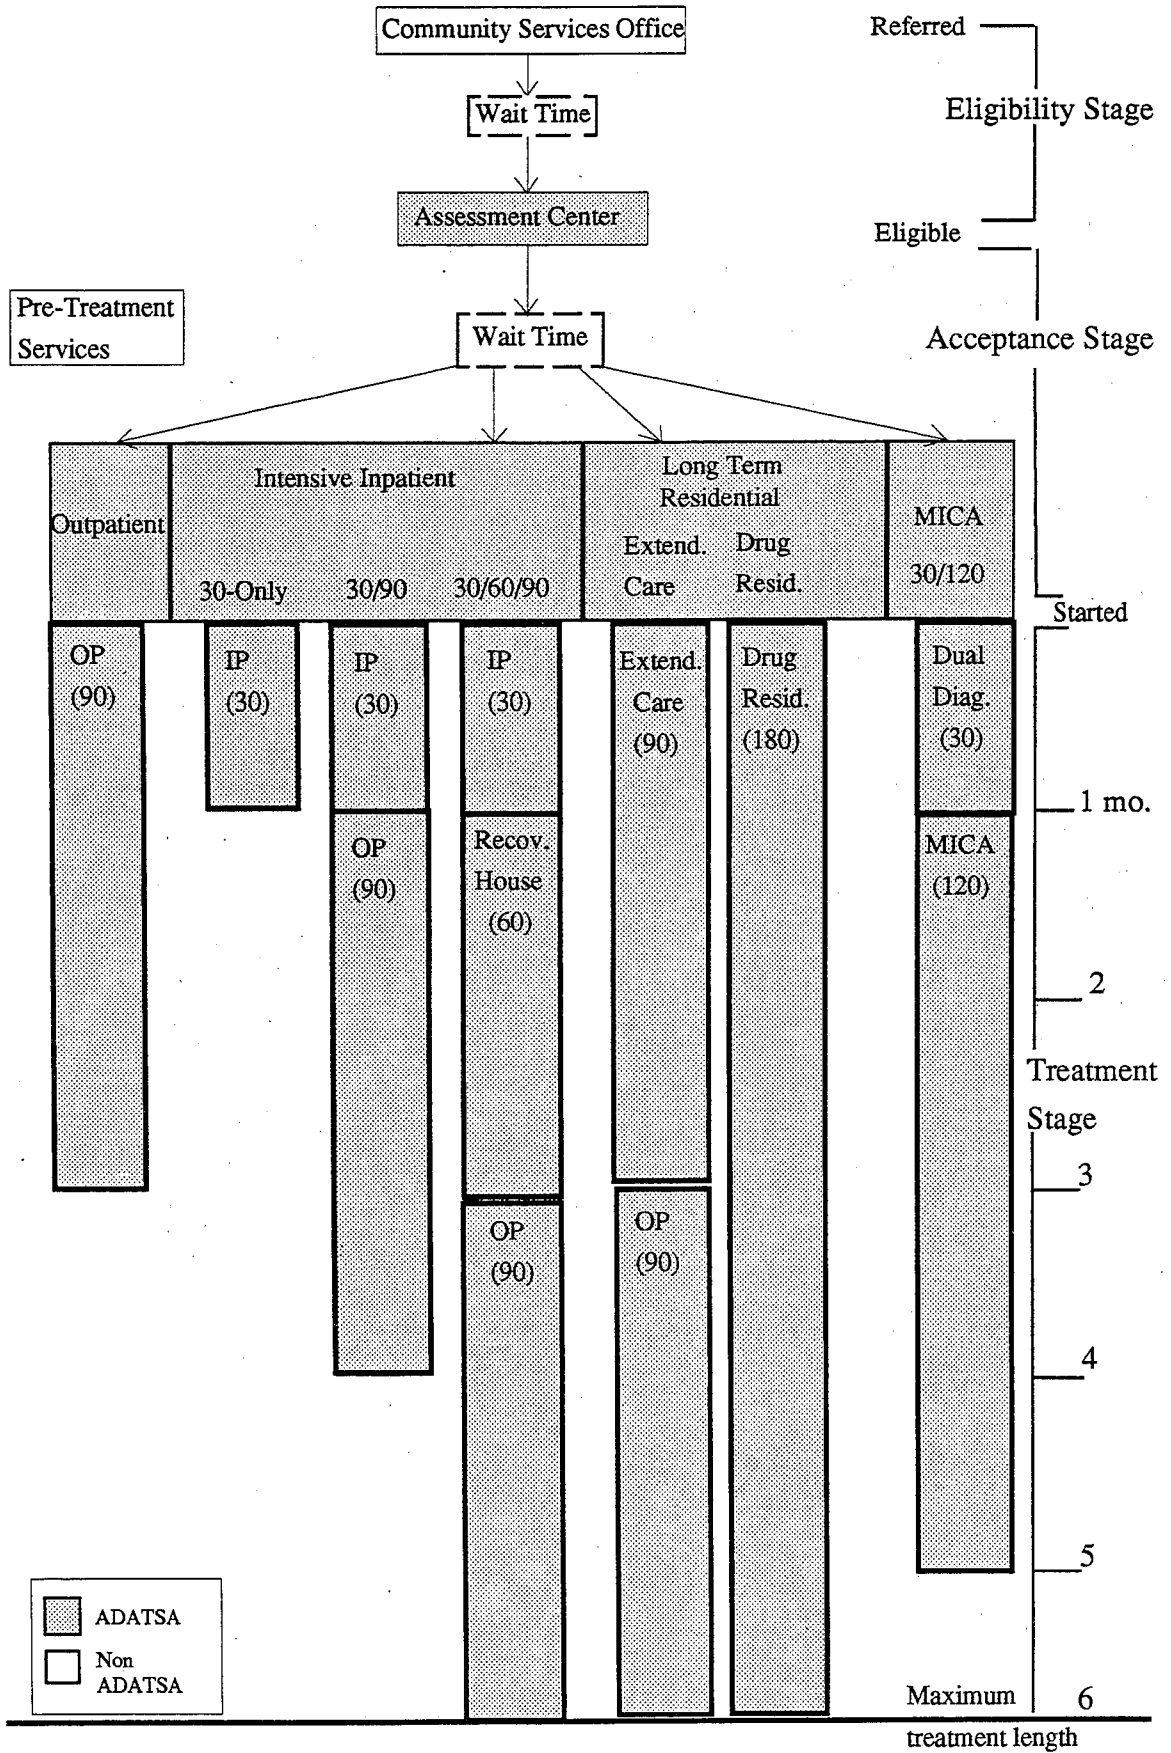 Community Services Office
Referred
Wait Time
Eligibility Stage
Assessment Center
Eligible
Pre-Treatment
Services
Wait Time
Acceptance Stage
Outpatient
Intensive Inpatient
30-Only
30/90
30/60/90
Long Term
Residential
Extend.
Care
Drug
Resid.
MICA
30/120
Started
OP
(90)
IP
(30)
IP
(30)
OP
(90)
IP
(30)
Recov.
House
(60)
OP
(90)
Extend.
Care
(90)
OP
(90)
Drug
Resid.
(180)
Dual
Diag.
(30)
MICA
(120)
1 mo.
2
Treatment
Stage
3
4
5
6
Maximum
treatment length
ADATSA
Non
ADATSA